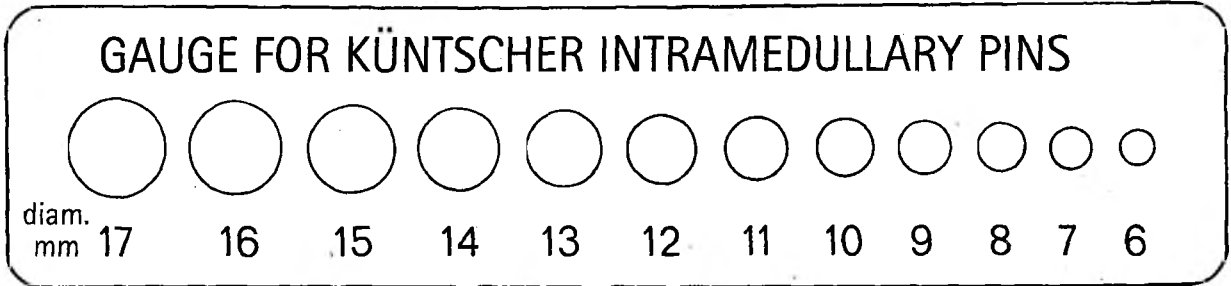 GAUGE FOR KÜNTSCHER INTRAMEDULLARY PINS
diam.
mm 17 16 15 14 13 12 11 10 9 8 7 6